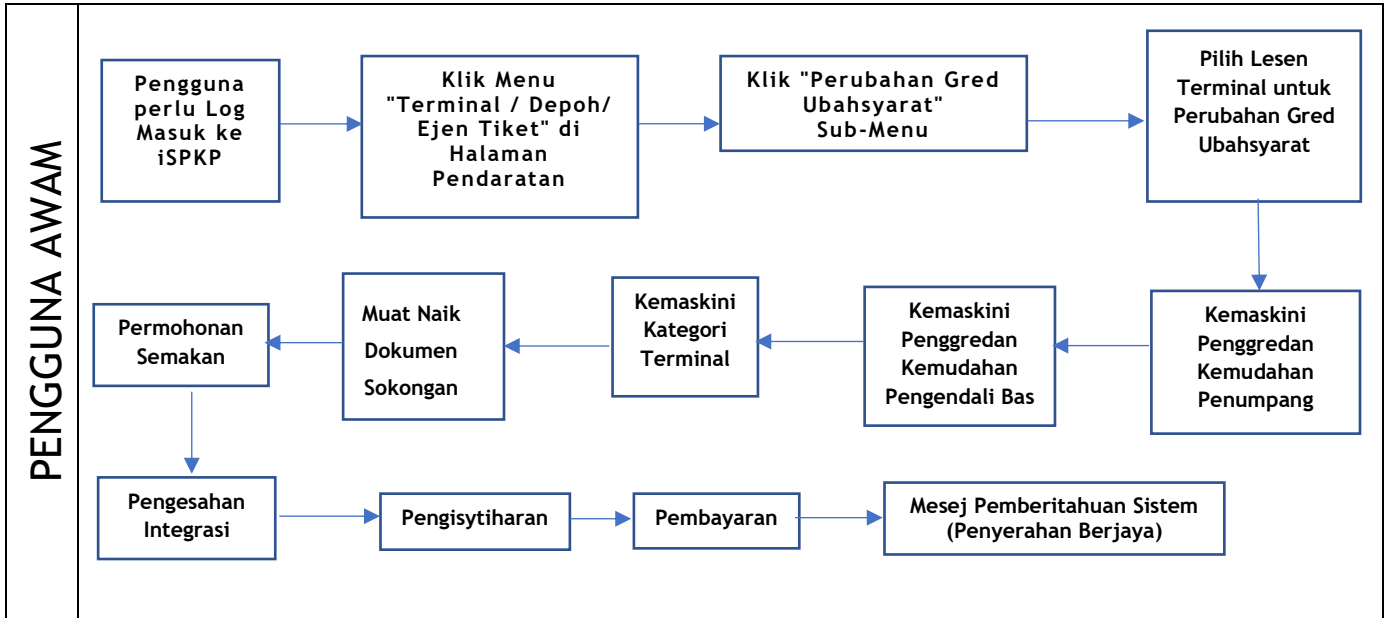 PENGGUNA AWAM
Pengguna
perlu Log
Masuk ke
iSPKP
Klik Menu
"Terminal / Depoh/
Ejen Tiket" di
Halaman
Pendaratan
Klik "Perubahan Gred
Ubahsyarat"
Sub-Menu
Pilih Lesen
Terminal untuk
Perubahan Gred
Ubahsyarat
Kemaskini
Penggredan
Kemudahan
Penumpang
Kemaskini
Penggredan
Kemudahan
Pengendali Bas
Kemaskini
Kategori
Terminal
Muat Naik
Dokumen
Sokongan
Permohonan
Semakan
Pengesahan
Integrasi
Pengisytiharan
Pembayaran
Mesej Pemberitahuan Sistem
(Penyerahan Berjaya)